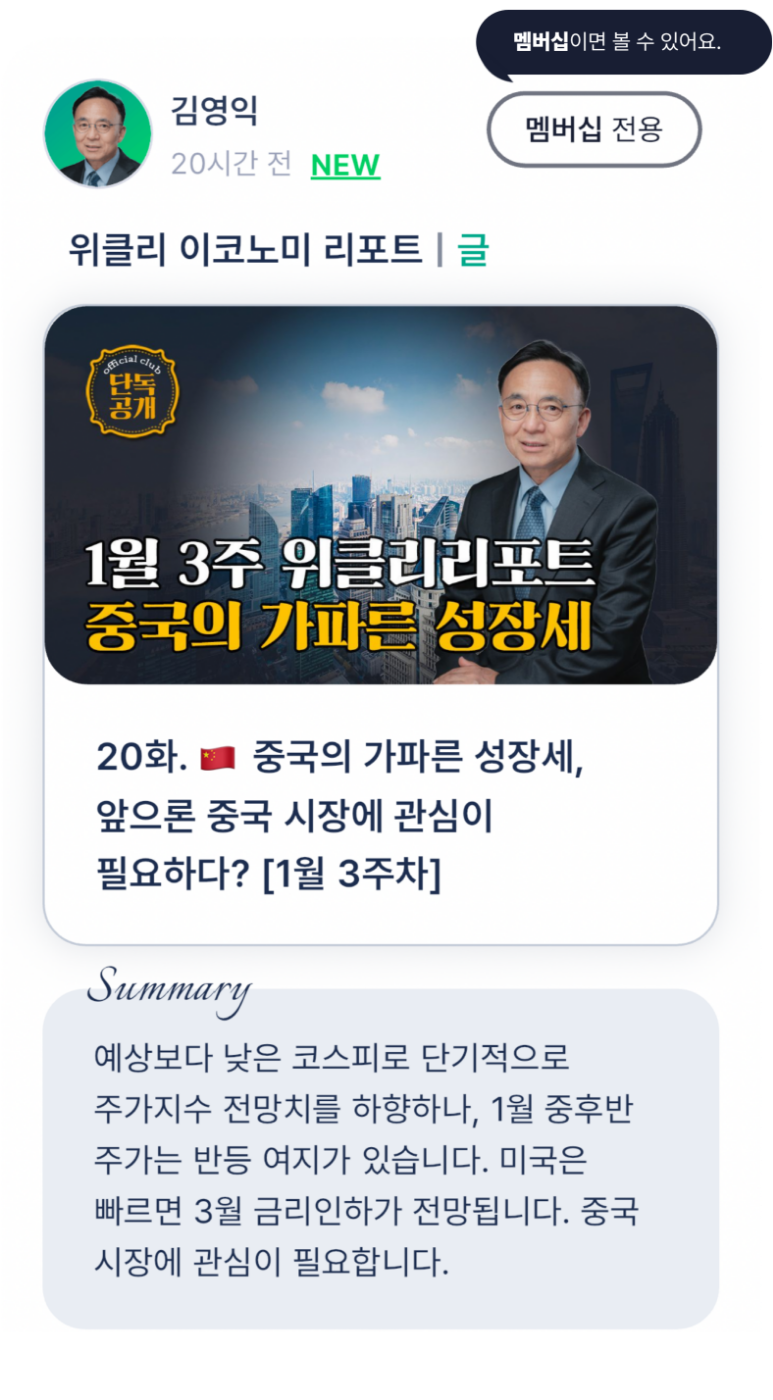 멤버십이면 볼 수 있어요.
김영익
멤버십 전용
20시간 전 NEW
위클리 이코노미 리포트 | 글
official club
단독
공개
1월 3주 위클리리포트
중국의 가파른 성장세
20화. 🇨🇳 중국의 가파른 성장세,
앞으론 중국 시장에 관심이
필요하다? [1월 3주차]
Summary
예상보다 낮은 코스피로 단기적으로
주가지수 전망치를 하향하나, 1월 중후반
주가는 반등 여지가 있습니다. 미국은
빠르면 3월 금리인하가 전망됩니다. 중국
시장에 관심이 필요합니다.